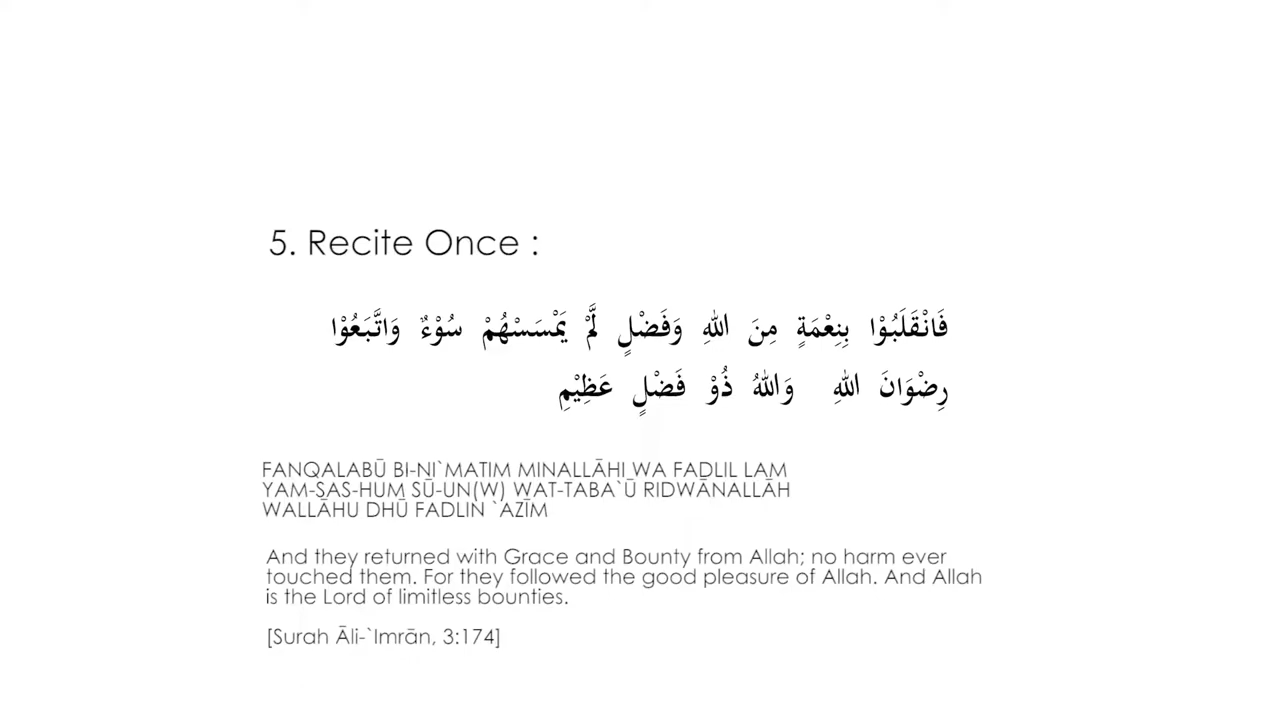 5. Recite Once :
فَانْقَلَبُوْا بِنِعْمَةٍ مِنَ اللهِ وَفَضْلٍ لَّمْ يَمْسَسْهُمْ سُوْءٌ وَاتَّبَعُوْا
رِضْوَانَ اللهِ وَاللهُ ذُوْ فَضْلٍ عَظِيْمِ
FANQALABŪ BI-NI`MATIM MINALLĀHI WA FADLIL LAM
YAM-SAS-HUM SŪ-UN(W) WAT-TABA`Ū RIDWĀNALLĀH
WALLĀHU DHŪ FADLIN `AZĪM
And they returned with Grace and Bounty from Allah; no harm ever
touched them. For they followed the good pleasure of Allah. And Allah
is the Lord of limitless bounties.
[Surah Āli-`Imrān, 3:174]